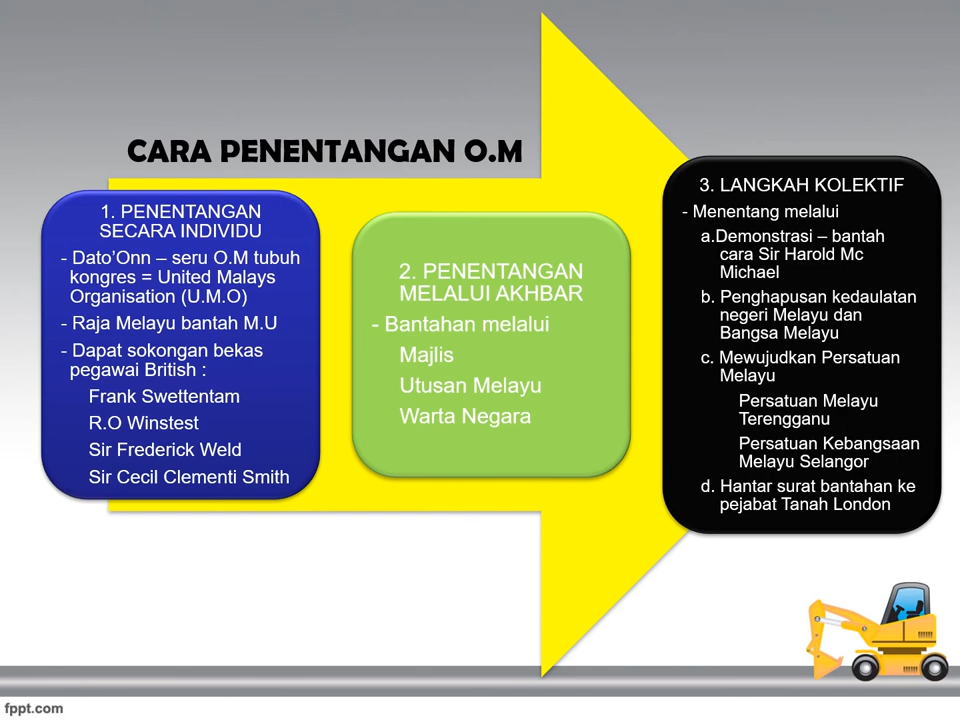 CARA PENENTANGAN O.M
1. PENENTANGAN
SECARA INDIVIDU
- Dato’Onn – seru O.M tubuh
kongres = United Malays
Organisation (U.M.O)
- Raja Melayu bantah M.U
- Dapat sokongan bekas
pegawai British :
Frank Swettentam
R.O Winstest
Sir Frederick Weld
Sir Cecil Clementi Smith
2. PENENTANGAN
MELALUI AKHBAR
- Bantahan melalui
Majlis
Utusan Melayu
Warta Negara
3. LANGKAH KOLEKTIF
- Menentang melalui
a.Demonstrasi – bantah
cara Sir Harold Mc
Michael
b. Penghapusan kedaulatan
negeri Melayu dan
Bangsa Melayu
c. Mewujudkan Persatuan
Melayu
Persatuan Melayu
Terengganu
Persatuan Kebangsaan
Melayu Selangor
d. Hantar surat bantahan ke
pejabat Tanah London
fppt.com